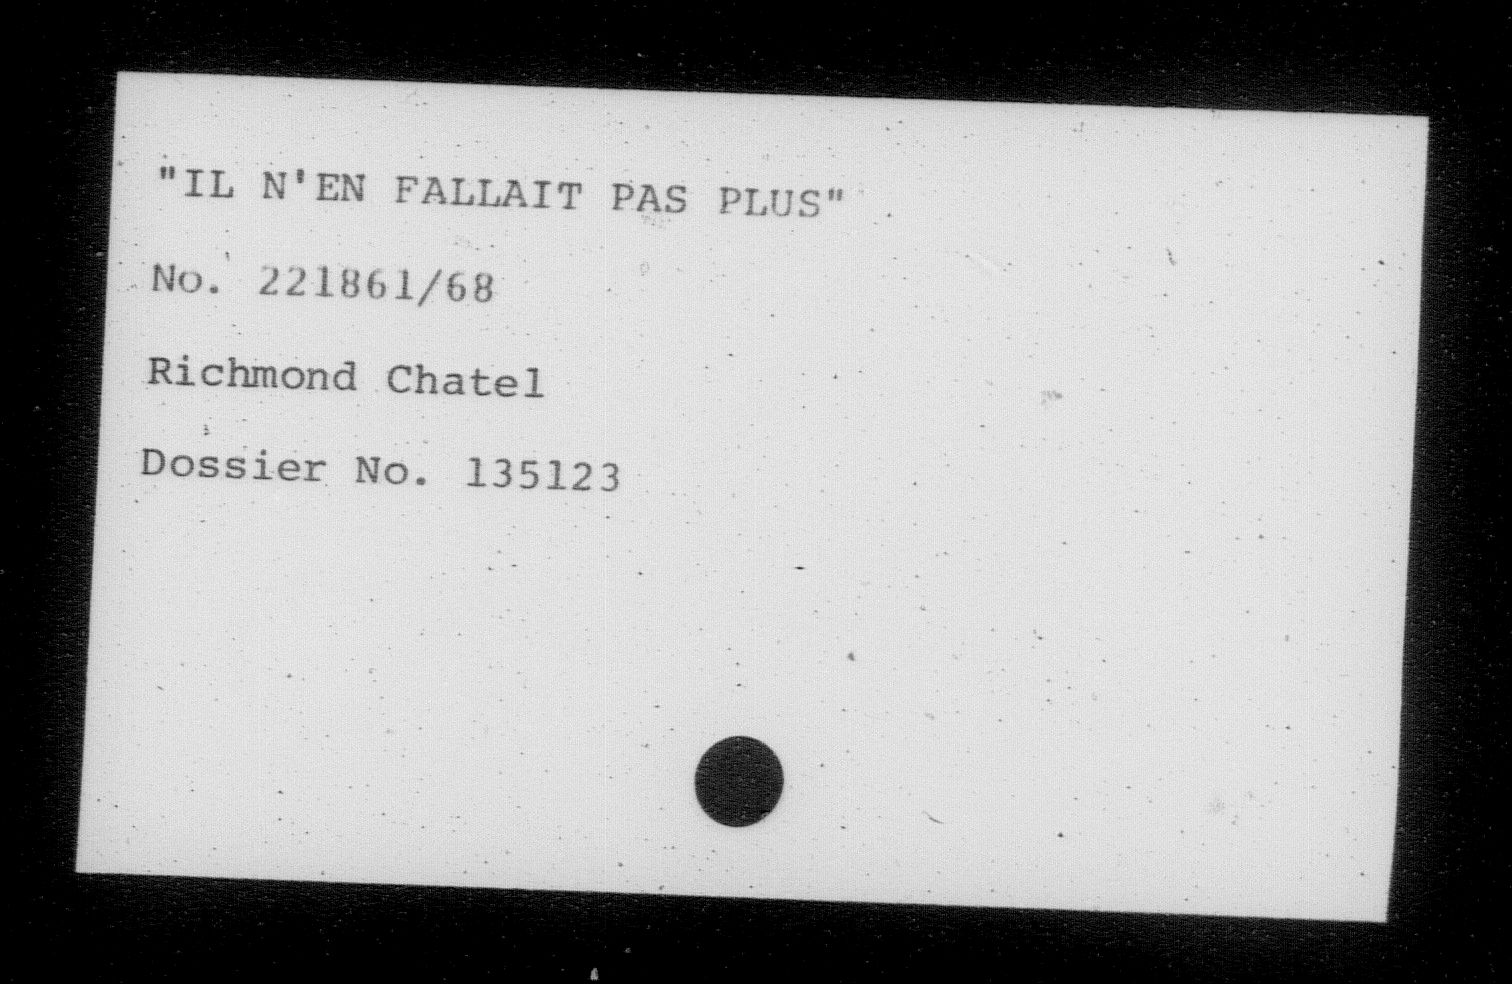 "IL N'EN FALLAIT PAS PLUS"
No. 221861/68
Richmond Chatel
Dossier No. 135123